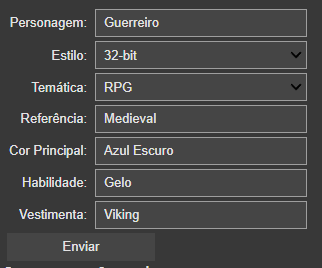 Personagem: Guerreiro
Estilo: 32-bit
Temática: RPG
Referência: Medieval
Cor Principal: Azul Escuro
Habilidade: Gelo
Vestimenta: Viking
Enviar